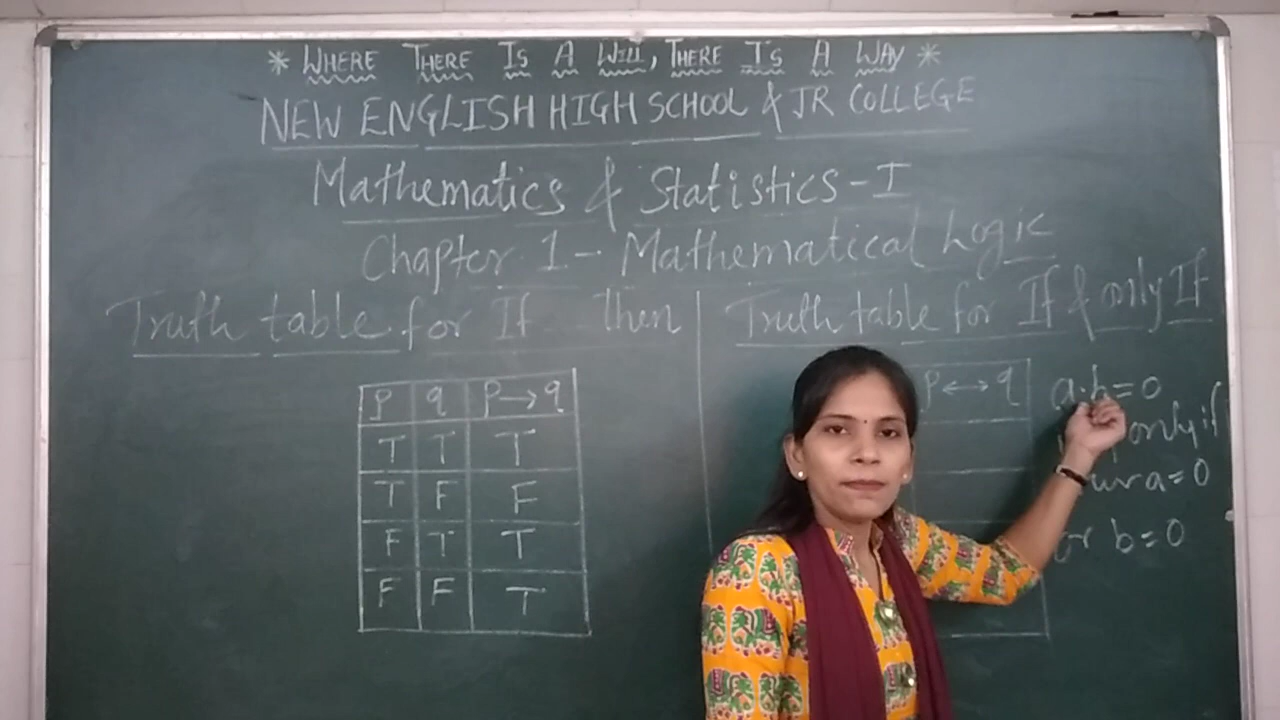 * WHERE THERE IS A WILL, THERE IS A WAY *
NEW ENGLISH HIGH SCHOOL & JR COLLEGE
Mathematics & Statistics - I
Chapter 1 - Mathematical Logic
Truth table for If then
p q p→q
T T T
T F F
F T T
F F T
Truth table for If & only If
p↔q
a.b=0
only if
a=0
or b=0